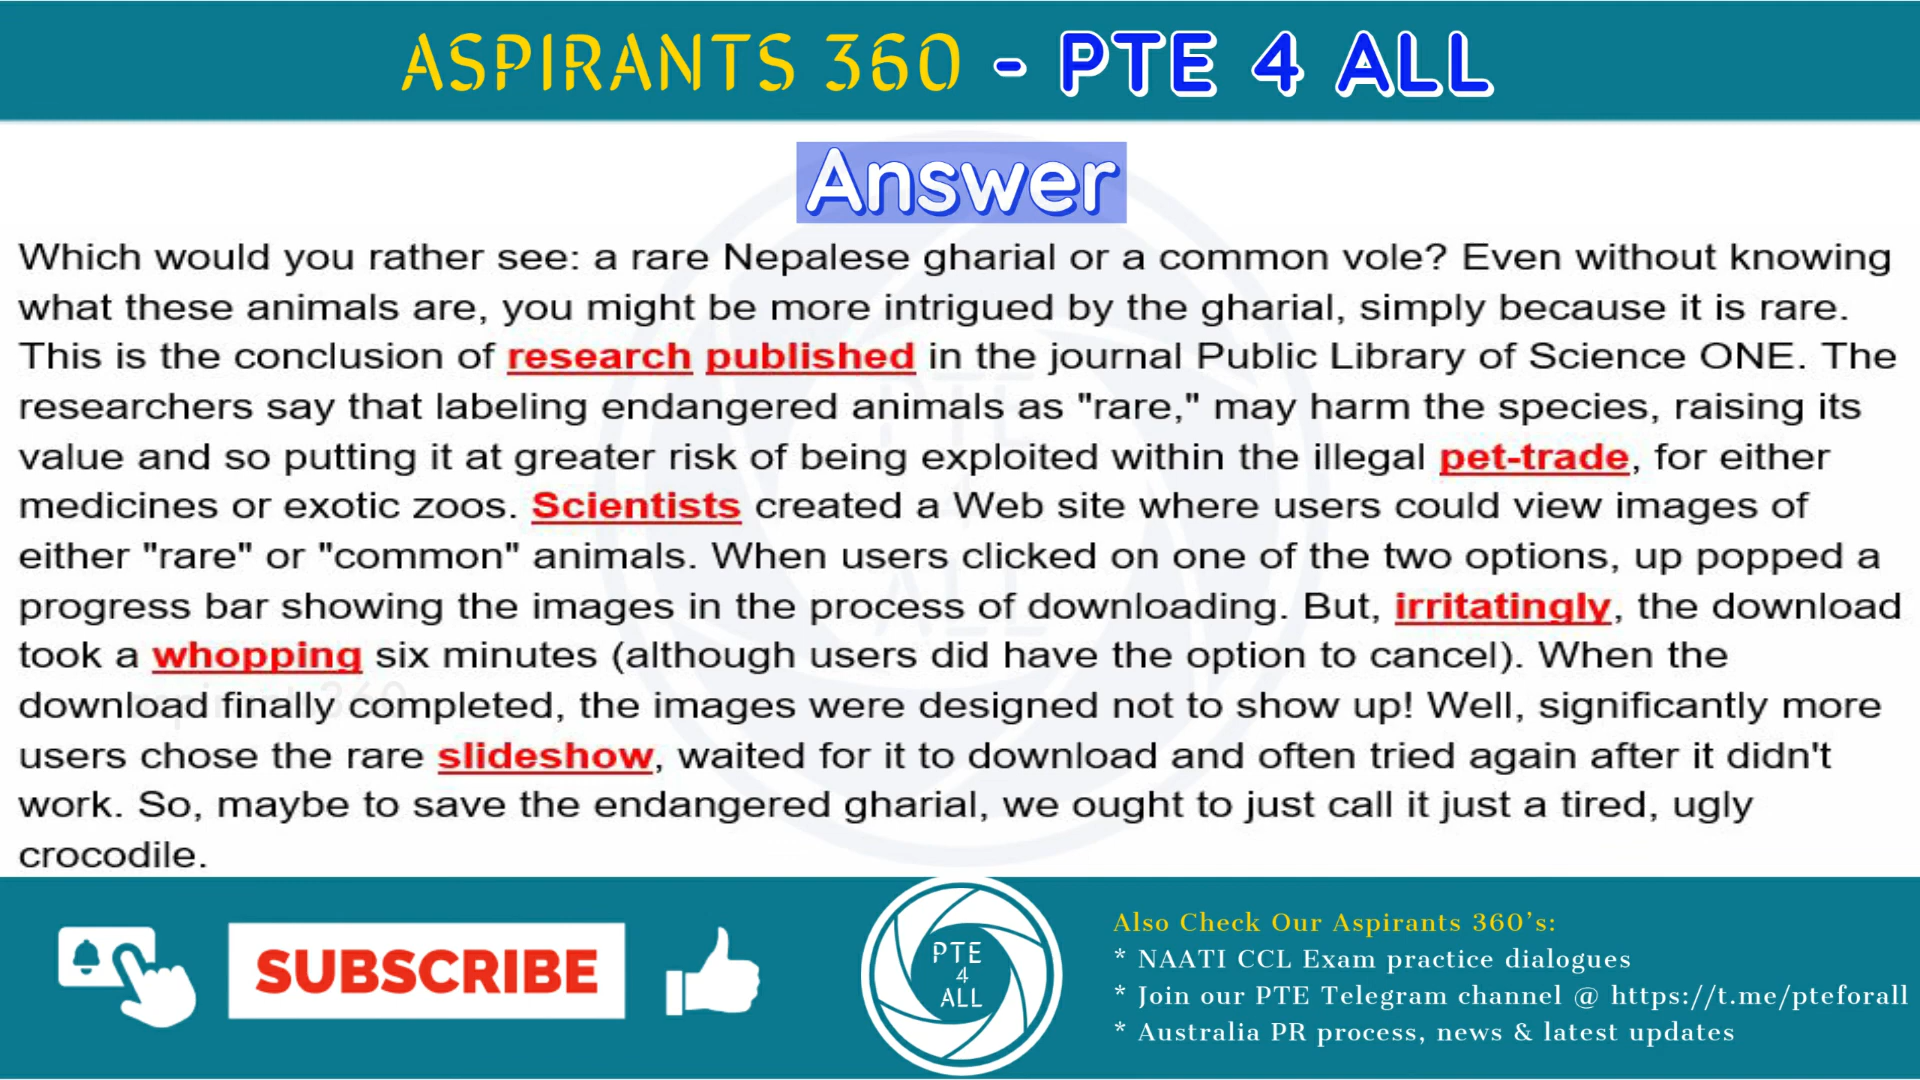 ASPIRANTS 360 - PTE 4 ALL
Answer
Which would you rather see: a rare Nepalese gharial or a common vole? Even without knowing
what these animals are, you might be more intrigued by the gharial, simply because it is rare.
This is the conclusion of research published in the journal Public Library of Science ONE. The
researchers say that labeling endangered animals as "rare," may harm the species, raising its
value and so putting it at greater risk of being exploited within the illegal pet-trade, for either
medicines or exotic zoos. Scientists created a Web site where users could view images of
either "rare" or "common" animals. When users clicked on one of the two options, up popped a
progress bar showing the images in the process of downloading. But, irritatingly, the download
took a whopping six minutes (although users did have the option to cancel). When the
download finally completed, the images were designed not to show up! Well, significantly more
users chose the rare slideshow, waited for it to download and often tried again after it didn't
work. So, maybe to save the endangered gharial, we ought to just call it just a tired, ugly
crocodile.
SUBSCRIBE
PTE
4
ALL
Also Check Our Aspirants 360's:
* NAATI CCL Exam practice dialogues
* Join our PTE Telegram channel @ https://t.me/pteforall
* Australia PR process, news & latest updates